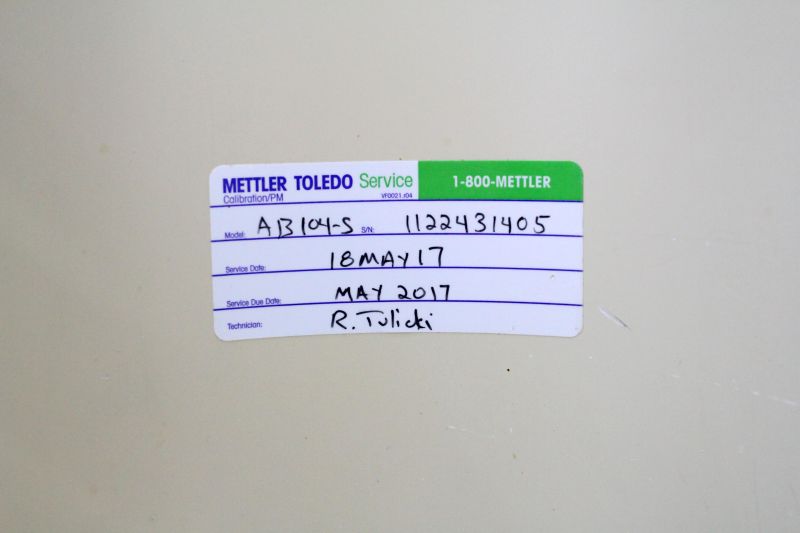 METTLER TOLEDO Service 1-800-METTLER
Calibration/PM VF0021.r04
Model: AB104-S S/N: 1122431405
Service Date: 18MAY17
Service Due Date: MAY 2017
Technician: R. Tulicki